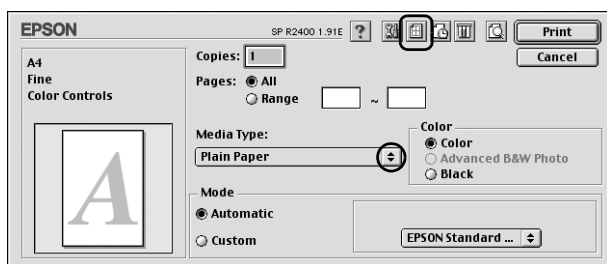 EPSON
SP R2400 1.91E
?
Print
Cancel
A4
Fine
Color Controls
A
Copies: 1
Pages: All
Range ~
Media Type:
Plain Paper
Color
Color
Advanced B&W Photo
Black
Mode
Automatic
Custom
EPSON Standard ...